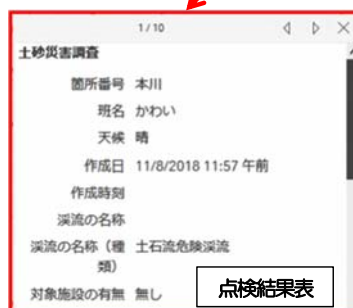 1 / 10
土砂災害調査
箇所番号 本川
班名 かわい
天候 晴
作成日 11/8/2018 11:57 午前
作成時刻
渓流の名称
渓流の名称（種類） 土石流危険渓流
対象施設の有無 無し
点検結果表